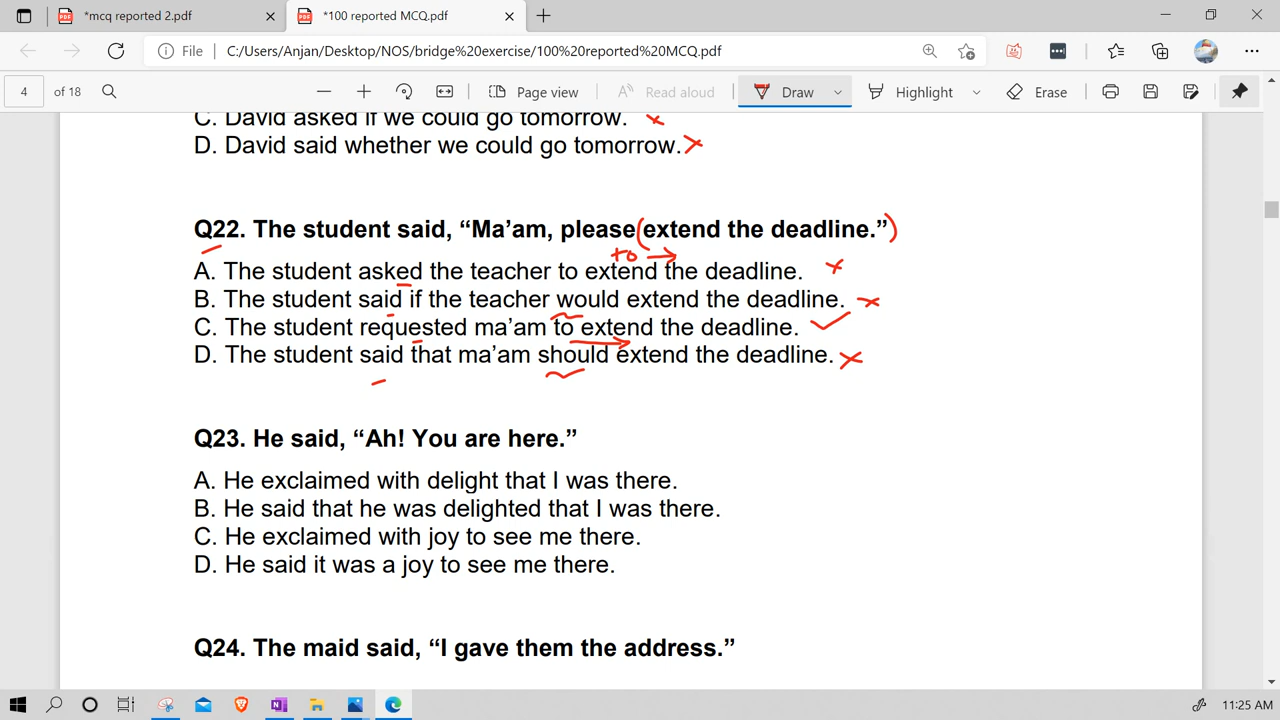 *mcq reported 2.pdf
*100 reported MCQ.pdf
File
C:/Users/Anjan/Desktop/NOS/bridge%20exercise/100%20reported%20MCQ.pdf
4 of 18
Page view
Read aloud
Draw
Highlight
Erase
C. David asked if we could go tomorrow.
D. David said whether we could go tomorrow.
Q22. The student said, “Ma’am, please (extend the deadline.”)
to
A. The student asked the teacher to extend the deadline.
B. The student said if the teacher would extend the deadline.
C. The student requested ma’am to extend the deadline.
D. The student said that ma’am should extend the deadline.
Q23. He said, “Ah! You are here.”
A. He exclaimed with delight that I was there.
B. He said that he was delighted that I was there.
C. He exclaimed with joy to see me there.
D. He said it was a joy to see me there.
Q24. The maid said, “I gave them the address.”
11:25 AM